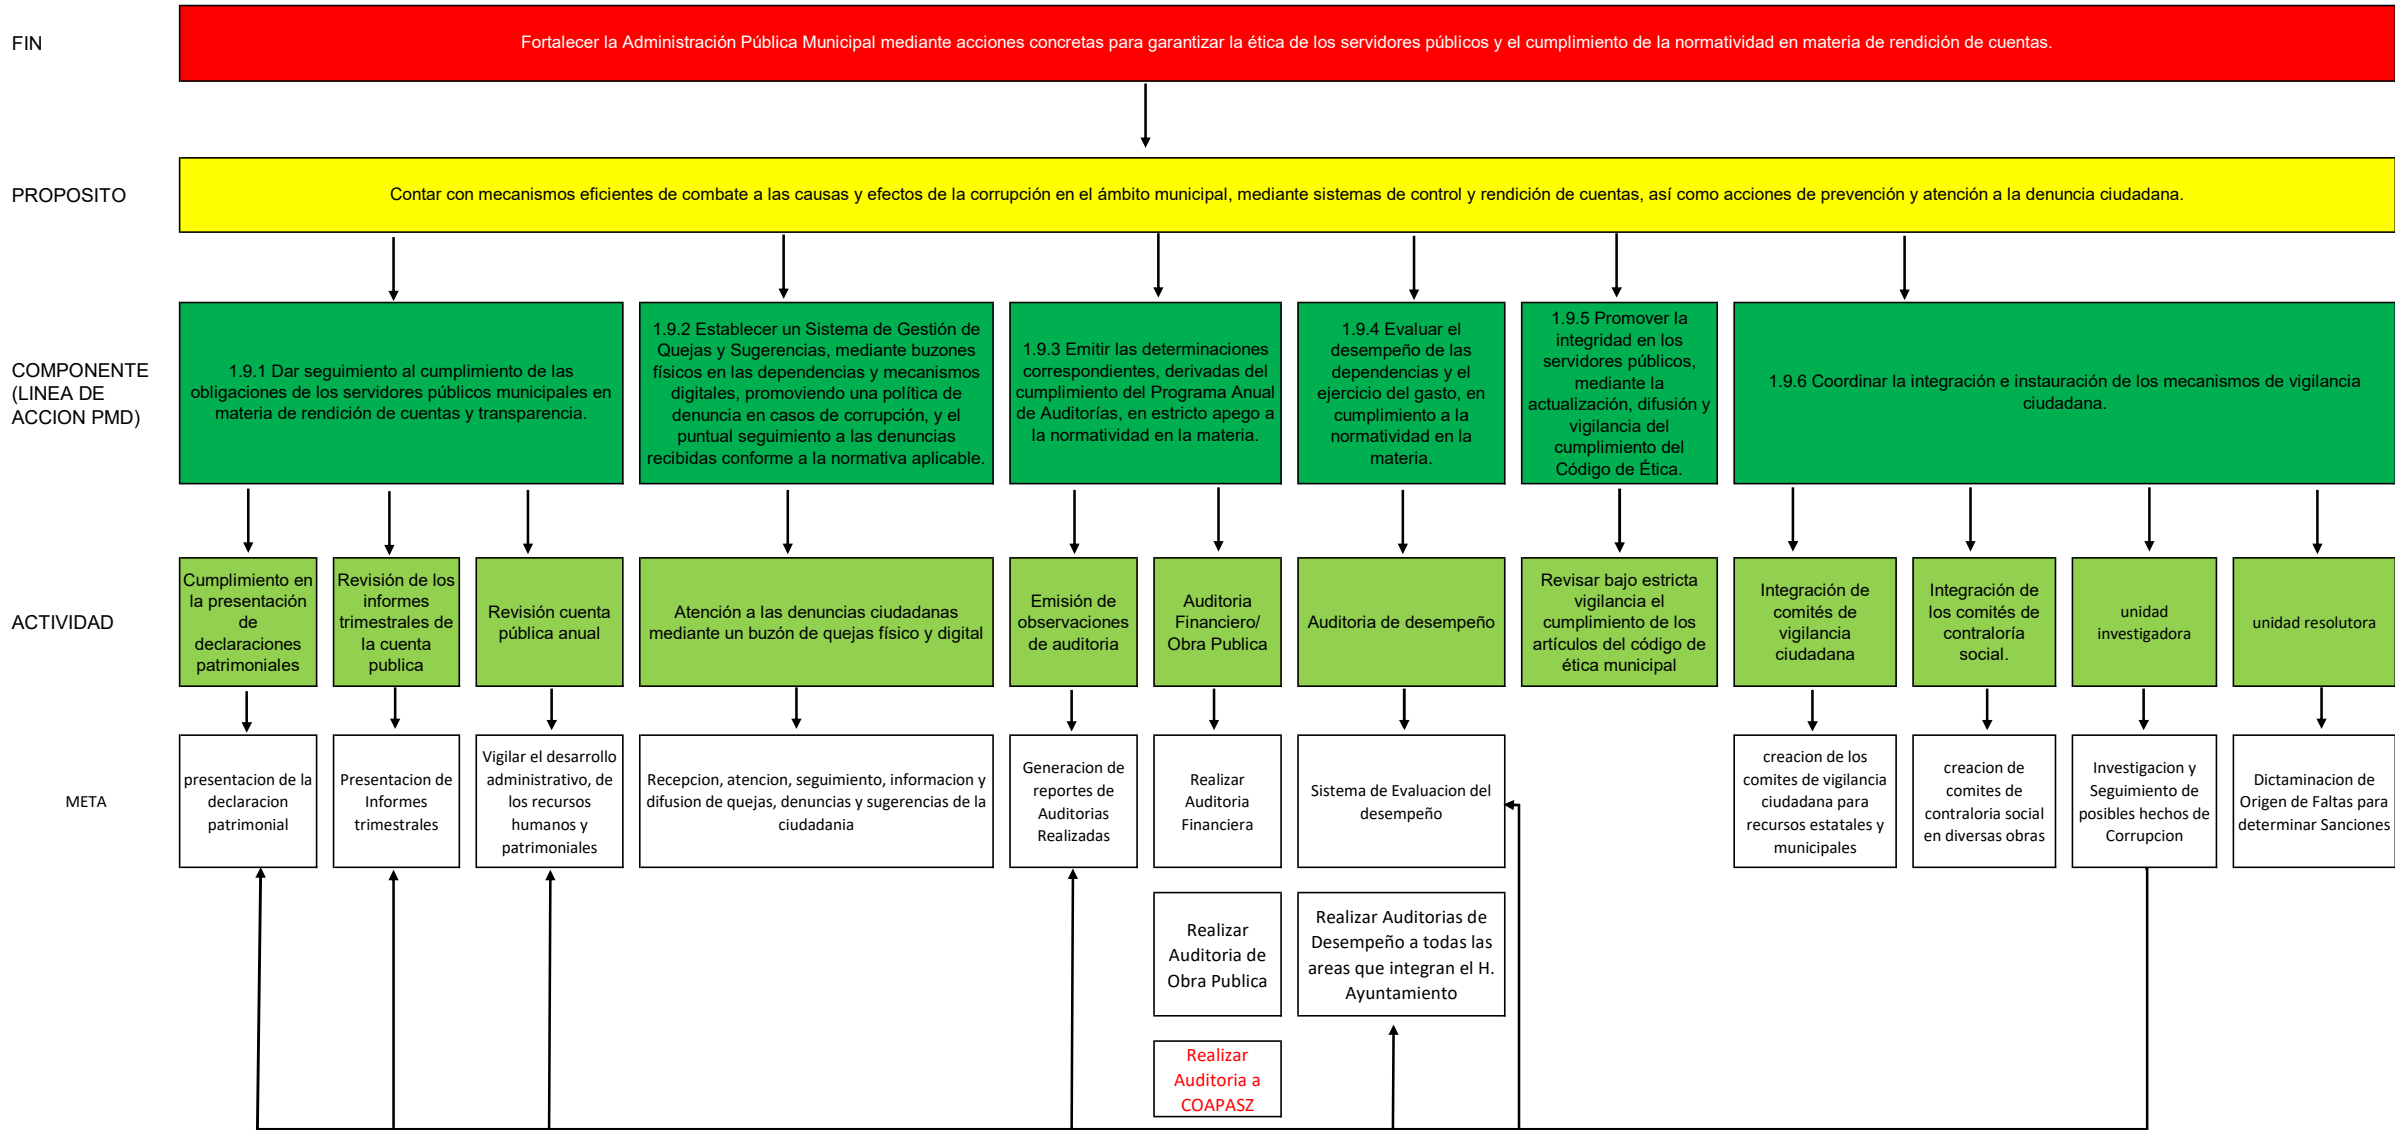 FIN
Fortalecer la Administración Pública Municipal mediante acciones concretas para garantizar la ética de los servidores públicos y el cumplimiento de la normatividad en materia de rendición de cuentas.
PROPOSITO
Contar con mecanismos eficientes de combate a las causas y efectos de la corrupción en el ámbito municipal, mediante sistemas de control y rendición de cuentas, así como acciones de prevención y atención a la denuncia ciudadana.
COMPONENTE
(LINEA DE
ACCION PMD)
1.9.1 Dar seguimiento al cumplimiento de las
obligaciones de los servidores públicos municipales en
materia de rendición de cuentas y transparencia.
1.9.2 Establecer un Sistema de Gestión de
Quejas y Sugerencias, mediante buzones
físicos en las dependencias y mecanismos
digitales, promoviendo una política de
denuncia en casos de corrupción, y el
puntual seguimiento a las denuncias
recibidas conforme a la normativa aplicable.
1.9.3 Emitir las determinaciones
correspondientes, derivadas del
cumplimiento del Programa Anual
de Auditorías, en estricto apego a
la normatividad en la materia.
1.9.4 Evaluar el
desempeño de las
dependencias y el
ejercicio del gasto, en
cumplimiento a la
normatividad en la
materia.
1.9.5 Promover la
integridad en los
servidores públicos,
mediante la
actualización, difusión y
vigilancia del
cumplimiento del
Código de Ética.
1.9.6 Coordinar la integración e instauración de los mecanismos de vigilancia
ciudadana.
ACTIVIDAD
Cumplimiento en
la presentación
de
declaraciones
patrimoniales
Revisión de los
informes
trimestrales de
la cuenta
publica
Revisión cuenta
pública anual
Atención a las denuncias ciudadanas
mediante un buzón de quejas físico y digital
Emisión de
observaciones
de auditoria
Auditoria
Financiero/
Obra Publica
Auditoria de desempeño
Revisar bajo estricta
vigilancia el
cumplimiento de los
artículos del código de
ética municipal
Integración de
comités de
vigilancia
ciudadana
Integración de
los comités de
contraloría
social.
unidad
investigadora
unidad resolutora
META
presentacion de la
declaracion
patrimonial
Presentacion de
Informes
trimestrales
Vigilar el desarrollo
administrativo, de
los recursos
humanos y
patrimoniales
Recepcion, atencion, seguimiento, informacion y
difusion de quejas, denuncias y sugerencias de la
ciudadania
Generacion de
reportes de
Auditorias
Realizadas
Realizar
Auditoria
Financiera
Sistema de Evaluacion del
desempeño
creacion de los
comites de vigilancia
ciudadana para
recursos estatales y
municipales
creacion de
comites de
contraloria social
en diversas obras
Investigacion y
Seguimiento de
posibles hechos de
Corrupcion
Dictaminacion de
Origen de Faltas para
determinar Sanciones
Realizar
Auditoria de
Obra Publica
Realizar Auditorias de
Desempeño a todas las
areas que integran el H.
Ayuntamiento
Realizar
Auditoria a
COAPASZ